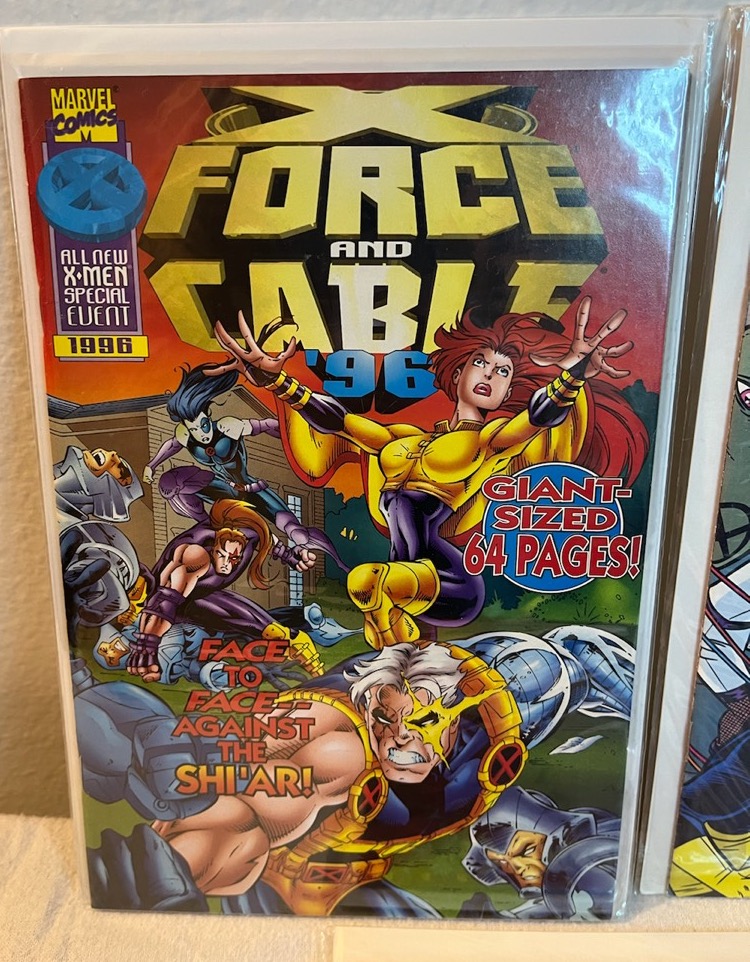 MARVEL
COMICS
M
X
ALL NEW
X•MEN
SPECIAL
EVENT
1996
X
FORCE
AND
CABLE
'96
GIANT-
SIZED
64 PAGES!
FACE
TO
FACE---
AGAINST
THE
SHI'AR!